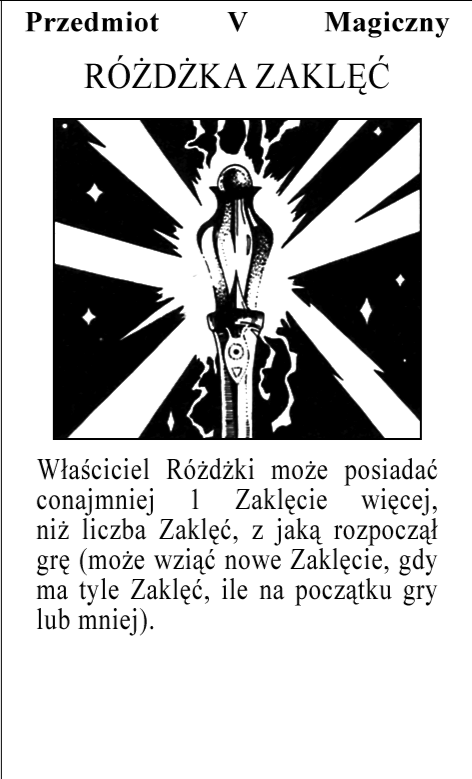 Przedmiot V Magiczny
RÓŻDŻKA ZAKLĘĆ
Właściciel Różdżki może posiadać
conajmniej 1 Zaklęcie więcej,
niż liczba Zaklęć, z jaką rozpoczął
grę (może wziąć nowe Zaklęcie, gdy
ma tyle Zaklęć, ile na początku gry
lub mniej).